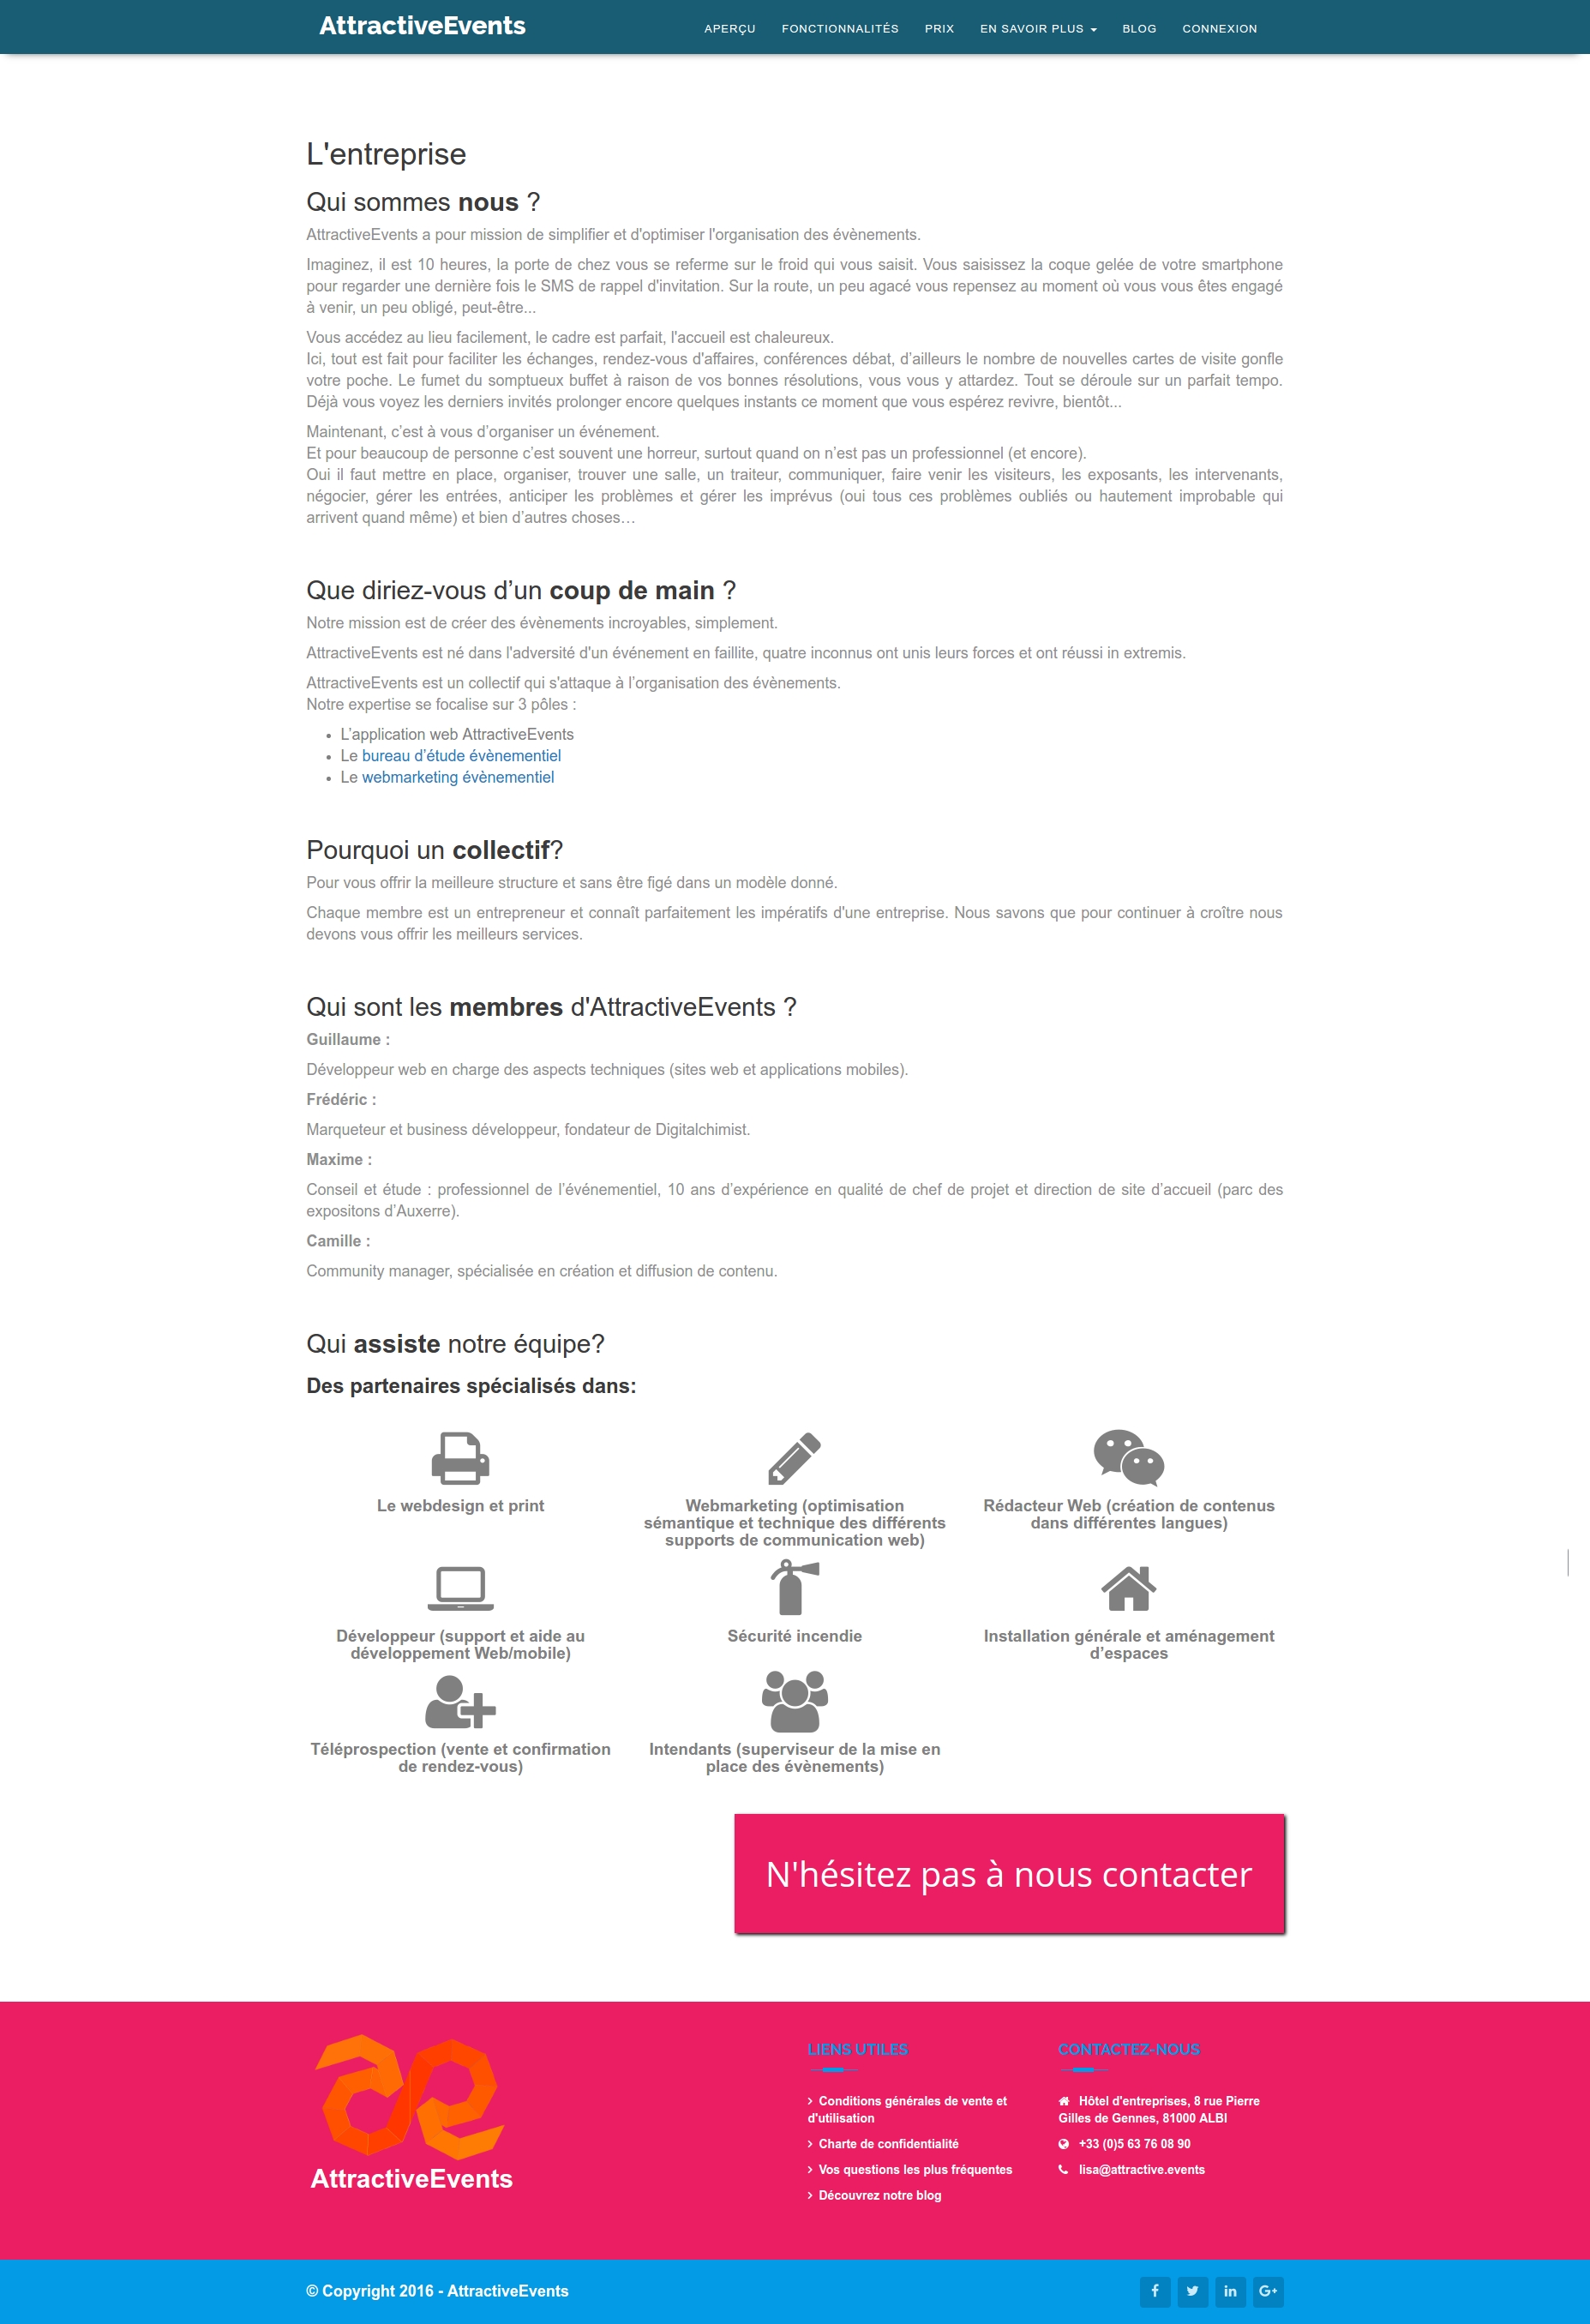 AttractiveEvents
APERÇU FONCTIONNALITÉS PRIX EN SAVOIR PLUS BLOG CONNEXION
L'entreprise
Qui sommes nous ?
AttractiveEvents a pour mission de simplifier et d'optimiser l'organisation des évènements.
Imaginez, il est 10 heures, la porte de chez vous se referme sur le froid qui vous saisit. Vous saisissez la coque gelée de votre smartphone
pour regarder une dernière fois le SMS de rappel d'invitation. Sur la route, un peu agacé vous repensez au moment où vous vous êtes engagé
à venir, un peu obligé, peut-être...
Vous accédez au lieu facilement, le cadre est parfait, l'accueil est chaleureux.
Ici, tout est fait pour faciliter les échanges, rendez-vous d'affaires, conférences débat, d’ailleurs le nombre de nouvelles cartes de visite gonfle
votre poche. Le fumet du somptueux buffet à raison de vos bonnes résolutions, vous vous y attardez. Tout se déroule sur un parfait tempo.
Déjà vous voyez les derniers invités prolonger encore quelques instants ce moment que vous espérez revivre, bientôt...
Maintenant, c’est à vous d’organiser un événement.
Et pour beaucoup de personne c’est souvent une horreur, surtout quand on n’est pas un professionnel (et encore).
Oui il faut mettre en place, organiser, trouver une salle, un traiteur, communiquer, faire venir les visiteurs, les exposants, les intervenants,
négocier, gérer les entrées, anticiper les problèmes et gérer les imprévus (oui tous ces problèmes oubliés ou hautement improbable qui
arrivent quand même) et bien d’autres choses…
Que diriez-vous d’un coup de main ?
Notre mission est de créer des évènements incroyables, simplement.
AttractiveEvents est né dans l'adversité d'un événement en faillite, quatre inconnus ont unis leurs forces et ont réussi in extremis.
AttractiveEvents est un collectif qui s'attaque à l’organisation des évènements.
Notre expertise se focalise sur 3 pôles :
• L’application web AttractiveEvents
• Le bureau d’étude évènementiel
• Le webmarketing évènementiel
Pourquoi un collectif?
Pour vous offrir la meilleure structure et sans être figé dans un modèle donné.
Chaque membre est un entrepreneur et connaît parfaitement les impératifs d'une entreprise. Nous savons que pour continuer à croître nous
devons vous offrir les meilleurs services.
Qui sont les membres d'AttractiveEvents ?
Guillaume :
Développeur web en charge des aspects techniques (sites web et applications mobiles).
Frédéric :
Marqueteur et business développeur, fondateur de Digitalchimist.
Maxime :
Conseil et étude : professionnel de l’événementiel, 10 ans d’expérience en qualité de chef de projet et direction de site d’accueil (parc des
expositons d’Auxerre).
Camille :
Community manager, spécialisée en création et diffusion de contenu.
Qui assiste notre équipe?
Des partenaires spécialisés dans:
Le webdesign et print
Webmarketing (optimisation
sémantique et technique des différents
supports de communication web)
Rédacteur Web (création de contenus
dans différentes langues)
Développeur (support et aide au
développement Web/mobile)
Sécurité incendie
Installation générale et aménagement
d’espaces
Téléprospection (vente et confirmation
de rendez-vous)
Intendants (superviseur de la mise en
place des évènements)
N'hésitez pas à nous contacter
AttractiveEvents
LIENS UTILES
Conditions générales de vente et
d'utilisation
Charte de confidentialité
Vos questions les plus fréquentes
Découvrez notre blog
CONTACTEZ-NOUS
Hôtel d'entreprises, 8 rue Pierre
Gilles de Gennes, 81000 ALBI
+33 (0)5 63 76 08 90
lisa@attractive.events
© Copyright 2016 - AttractiveEvents